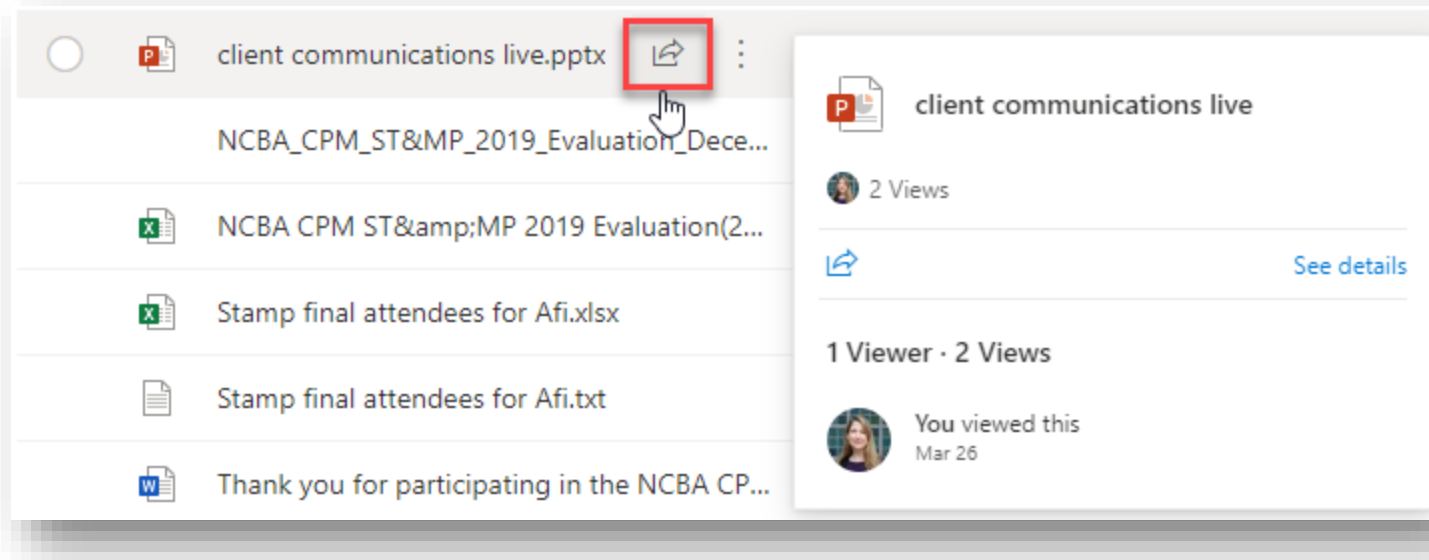 client communications live.pptx
NCBA_CPM_ST&MP_2019_Evaluation_Dece...
NCBA CPM ST&amp;MP 2019 Evaluation(2...
Stamp final attendees for Afi.xlsx
Stamp final attendees for Afi.txt
Thank you for participating in the NCBA CP...
client communications live
2 Views
See details
1 Viewer · 2 Views
You viewed this
Mar 26